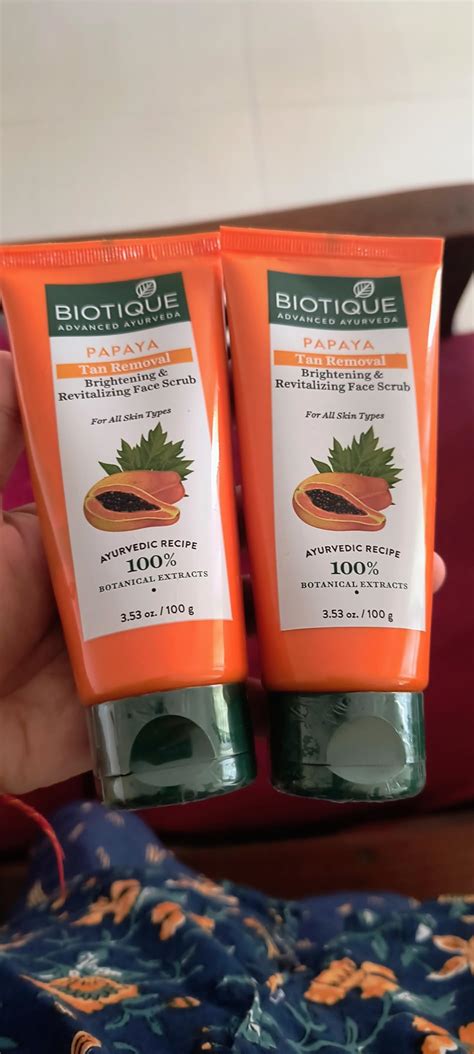 BIOTIQUE
ADVANCED AYURVEDA
PAPAYA
Tan Removal
Brightening &
Revitalizing Face Scrub
For All Skin Types
AYURVEDIC RECIPE
100%
BOTANICAL EXTRACTS
3.53 oz. / 100 g
BIOTIQUE
ADVANCED AYURVEDA
PAPAYA
Tan Removal
Brightening &
Revitalizing Face Scrub
For All Skin Types
AYURVEDIC RECIPE
100%
BOTANICAL EXTRACTS
3.53 oz. / 100 g